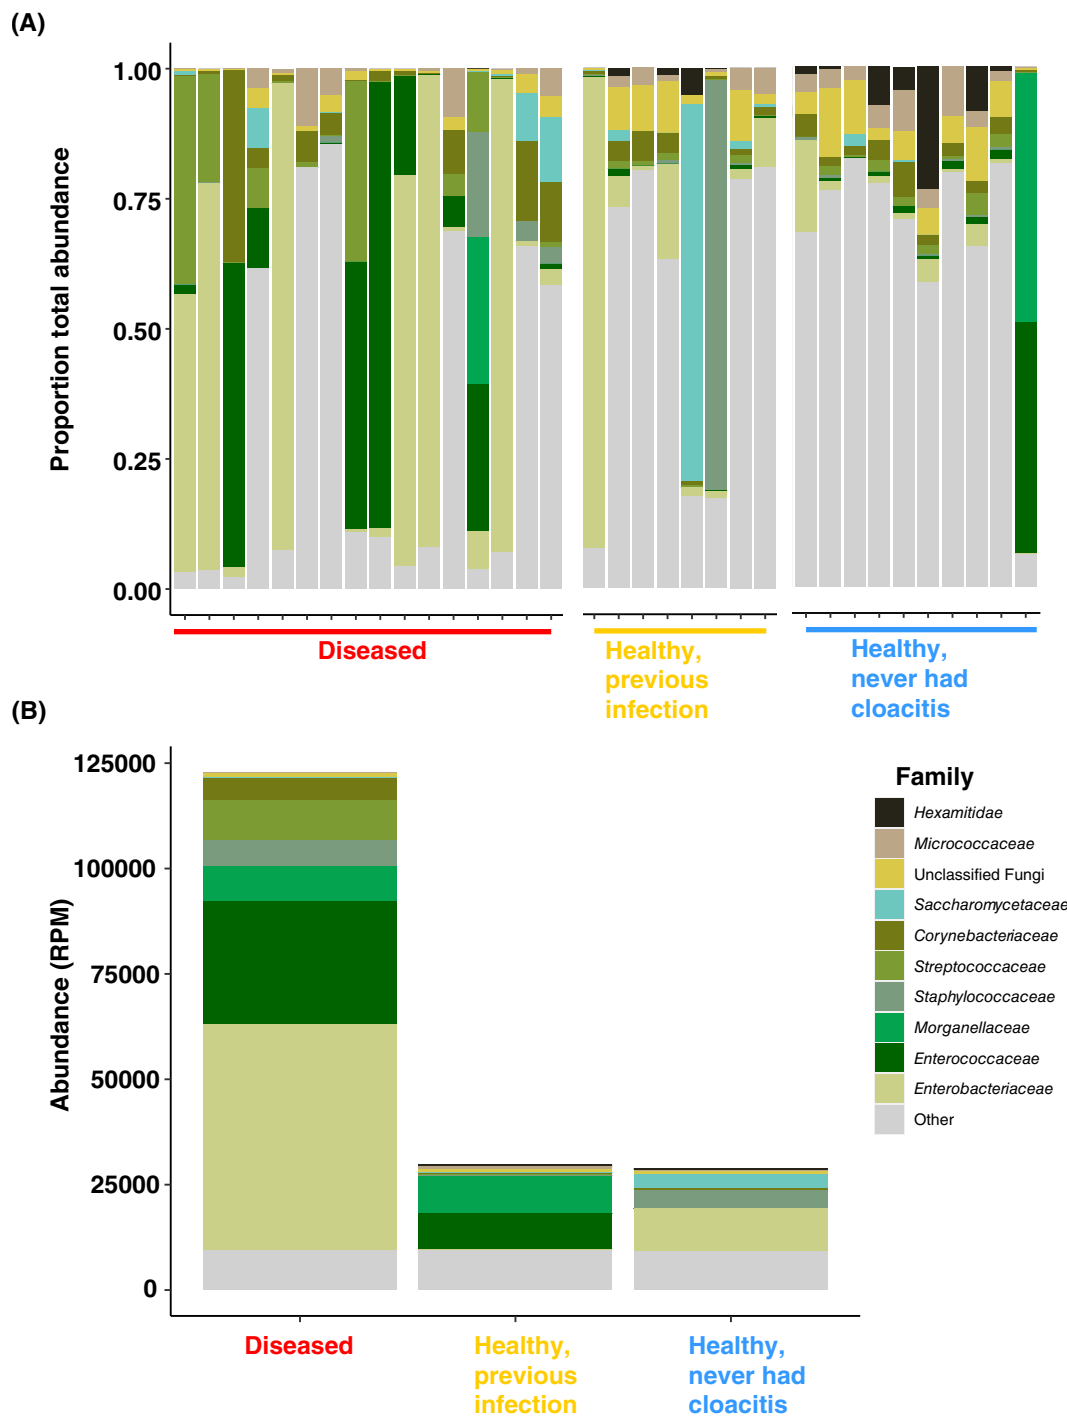 (A)
1.00
0.75
0.50
0.25
0.00
Proportion total abundance
Diseased
Healthy,
previous
infection
Healthy,
never had
cloacitis
(B)
125000
100000
75000
50000
25000
0
Abundance (RPM)
Diseased
Healthy,
previous
infection
Healthy,
never had
cloacitis
Family
Hexamitidae
Micrococcaceae
Unclassified Fungi
Saccharomycetaceae
Corynebacteriaceae
Streptococcaceae
Staphylococcaceae
Morganellaceae
Enterococcaceae
Enterobacteriaceae
Other